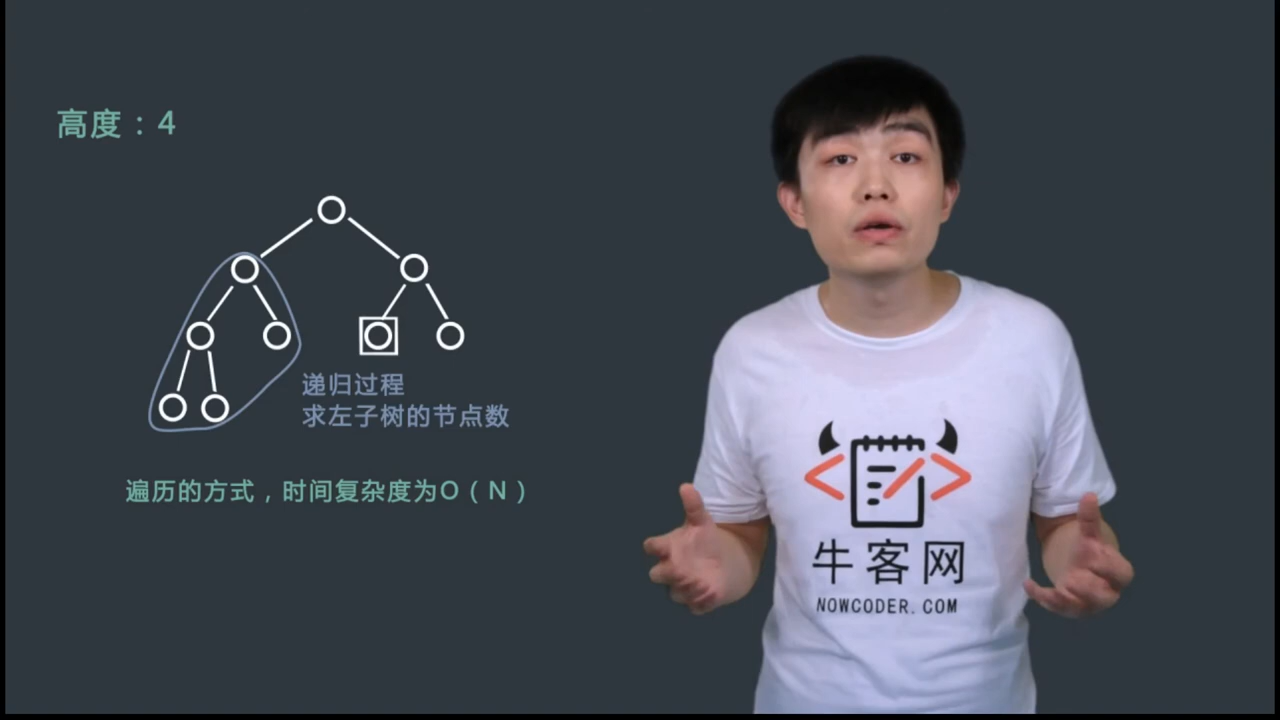 高度：4
递归过程
求左子树的节点数
遍历的方式，时间复杂度为O（N）
牛客网
NOWCODER.COM